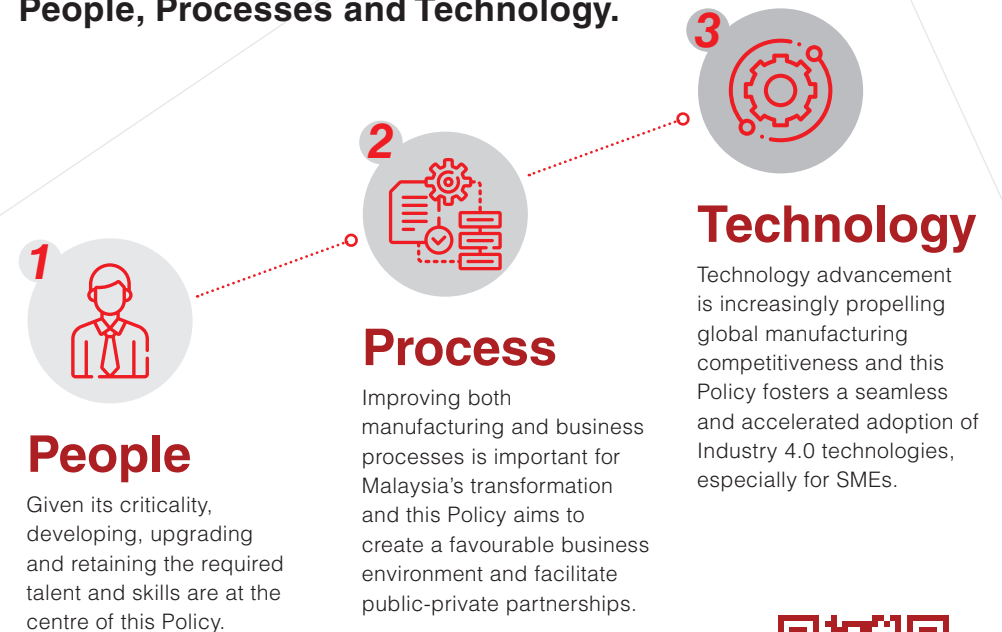 People, Processes and Technology.
1
People
Given its criticality,
developing, upgrading
and retaining the required
talent and skills are at the
centre of this Policy.
2
Process
Improving both
manufacturing and business
processes is important for
Malaysia's transformation
and this Policy aims to
create a favourable business
environment and facilitate
public-private partnerships.
3
Technology
Technology advancement
is increasingly propelling
global manufacturing
competitiveness and this
Policy fosters a seamless
and accelerated adoption of
Industry 4.0 technologies,
especially for SMEs.